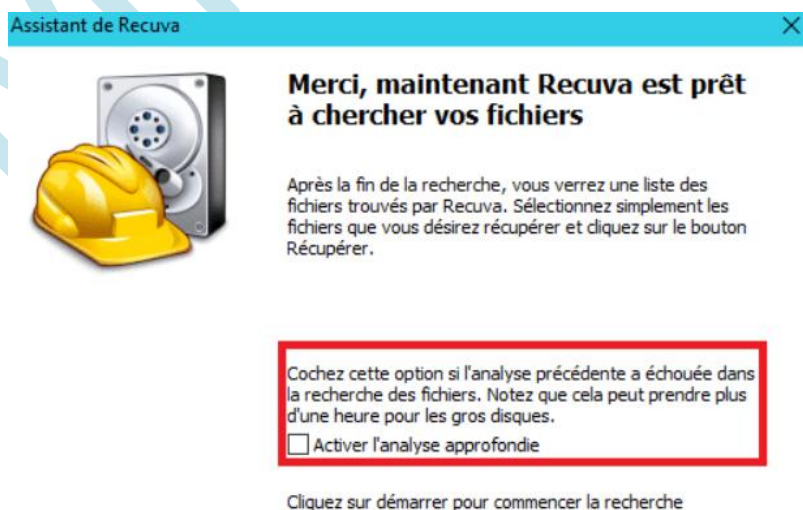 Assistant de Recuva
Merci, maintenant Recuva est prêt
à chercher vos fichiers
Après la fin de la recherche, vous verrez une liste des
fichiers trouvés par Recuva. Sélectionnez simplement les
fichiers que vous désirez récupérer et cliquez sur le bouton
Récupérer.
Cochez cette option si l'analyse précédente a échouée dans
la recherche des fichiers. Notez que cela peut prendre plus
d'une heure pour les gros disques.
Activer l'analyse approfondie
Cliquez sur démarrer pour commencer la recherche